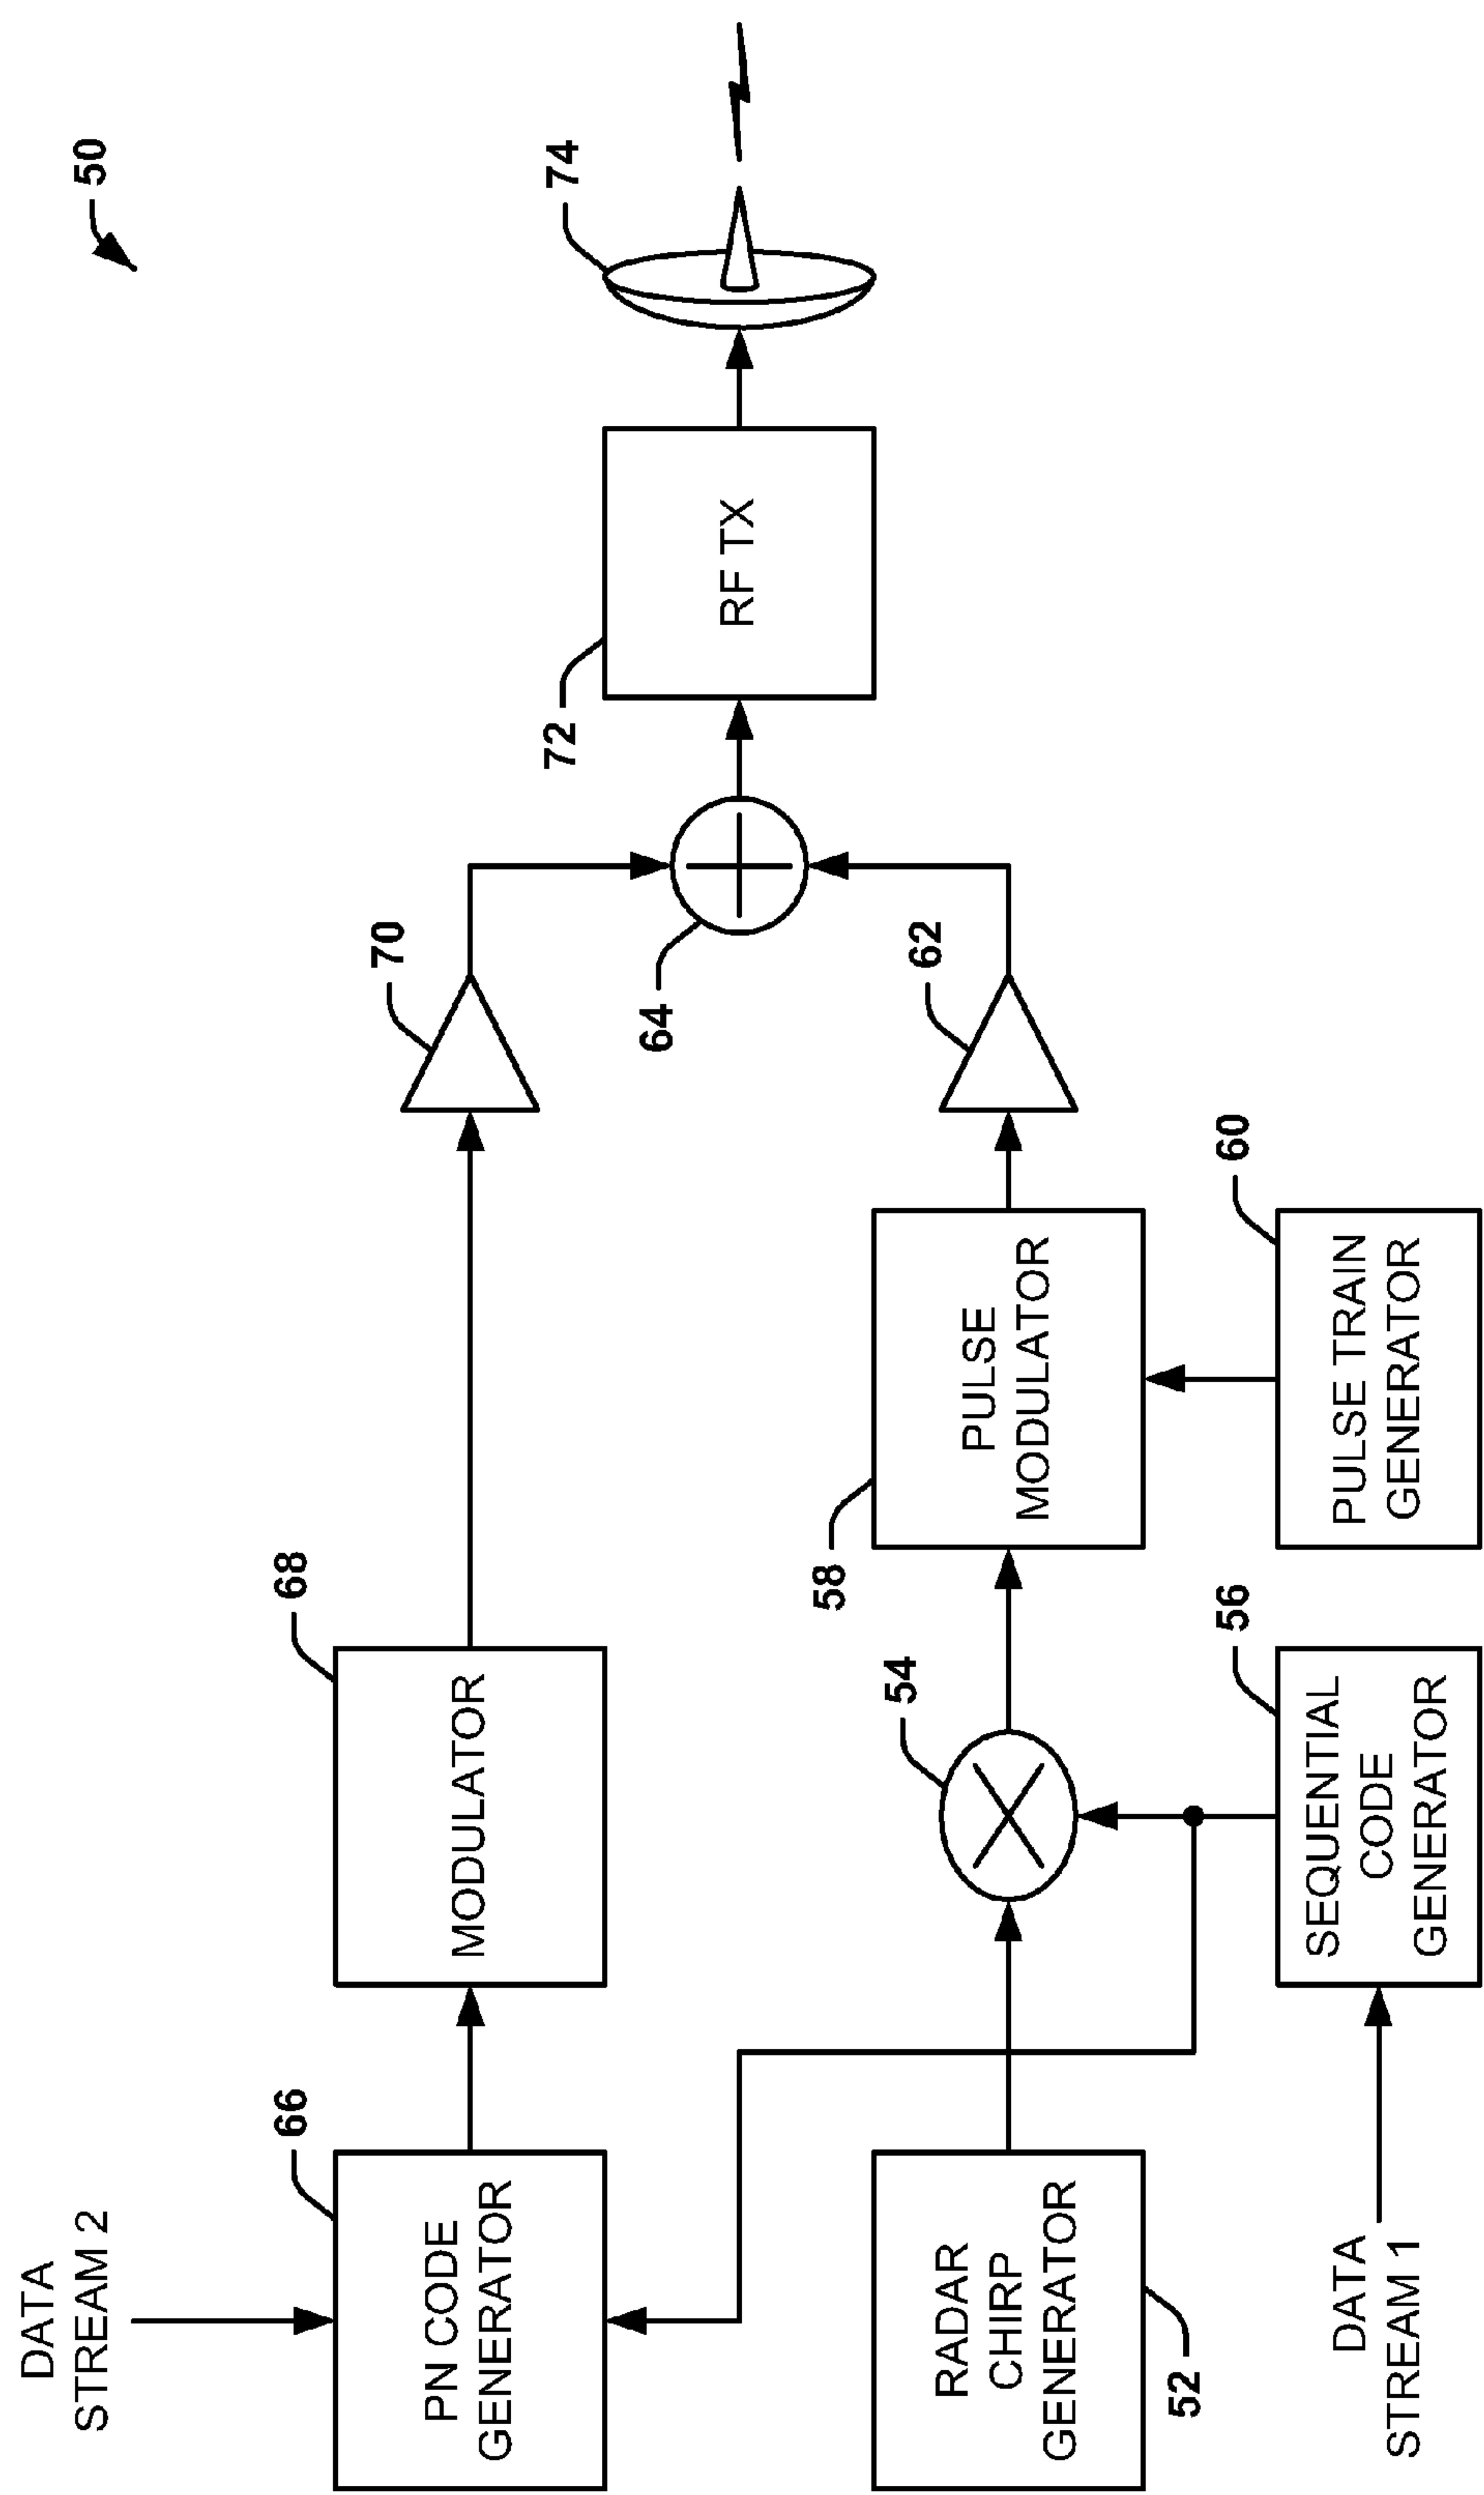 50
DATA
STREAM 2
66
PN CODE
GENERATOR
68
MODULATOR
70
64
72
RF TX
74
RADAR
CHIRP
GENERATOR
52
54
58
PULSE
MODULATOR
62
DATA
STREAM 1
56
SEQUENTIAL
CODE
GENERATOR
60
PULSE TRAIN
GENERATOR